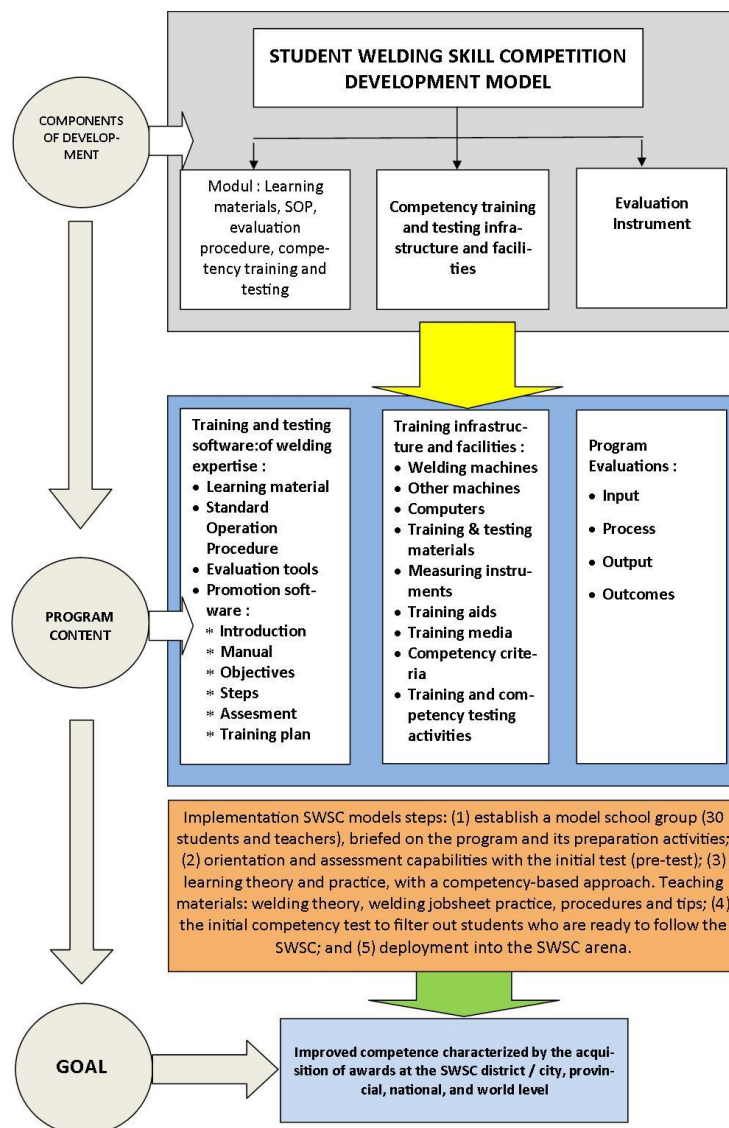 STUDENT WELDING SKILL COMPETITION
DEVELOPMENT MODEL
COMPONENTS
OF DEVELOP-
MENT
Modul : Learning
materials, SOP,
evaluation
procedure, compe-
tency training and
testing
Competency training
and testing infra-
structure and facili-
ties
Evaluation
Instrument
Training and testing
software:of welding
expertise :
• Learning material
• Standard
Operation
Procedure
• Evaluation tools
• Promotion soft-
ware :
* Introduction
* Manual
* Objectives
* Steps
* Assesment
* Training plan
Training infrastruc-
ture and facilities :
• Welding machines
• Other machines
• Computers
• Training & testing
materials
• Measuring instru-
ments
• Training aids
• Training media
• Competency crite-
ria
• Training and com-
petency testing
activities
Program
Evaluations :
• Input
• Process
• Output
• Outcomes
PROGRAM
CONTENT
Implementation SWSC models steps: (1) establish a model school group (30
students and teachers), briefed on the program and its preparation activities;
(2) orientation and assessment capabilities with the initial test (pre-test); (3)
learning theory and practice, with a competency-based approach. Teaching
materials: welding theory, welding jobsheet practice, procedures and tips; (4)
the initial competency test to filter out students who are ready to follow the
SWSC; and (5) deployment into the SWSC arena.
GOAL
Improved competence characterized by the acqui-
sition of awards at the SWSC district / city, provin-
cial, national, and world level